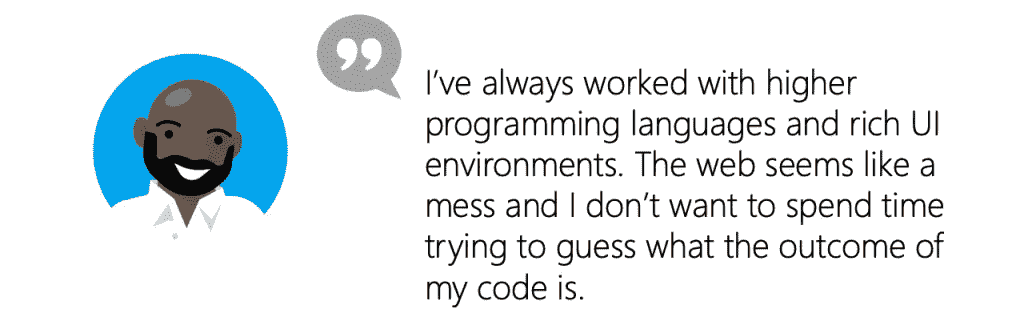 I’ve always worked with higher
programming languages and rich UI
environments. The web seems like a
mess and I don’t want to spend time
trying to guess what the outcome of
my code is.